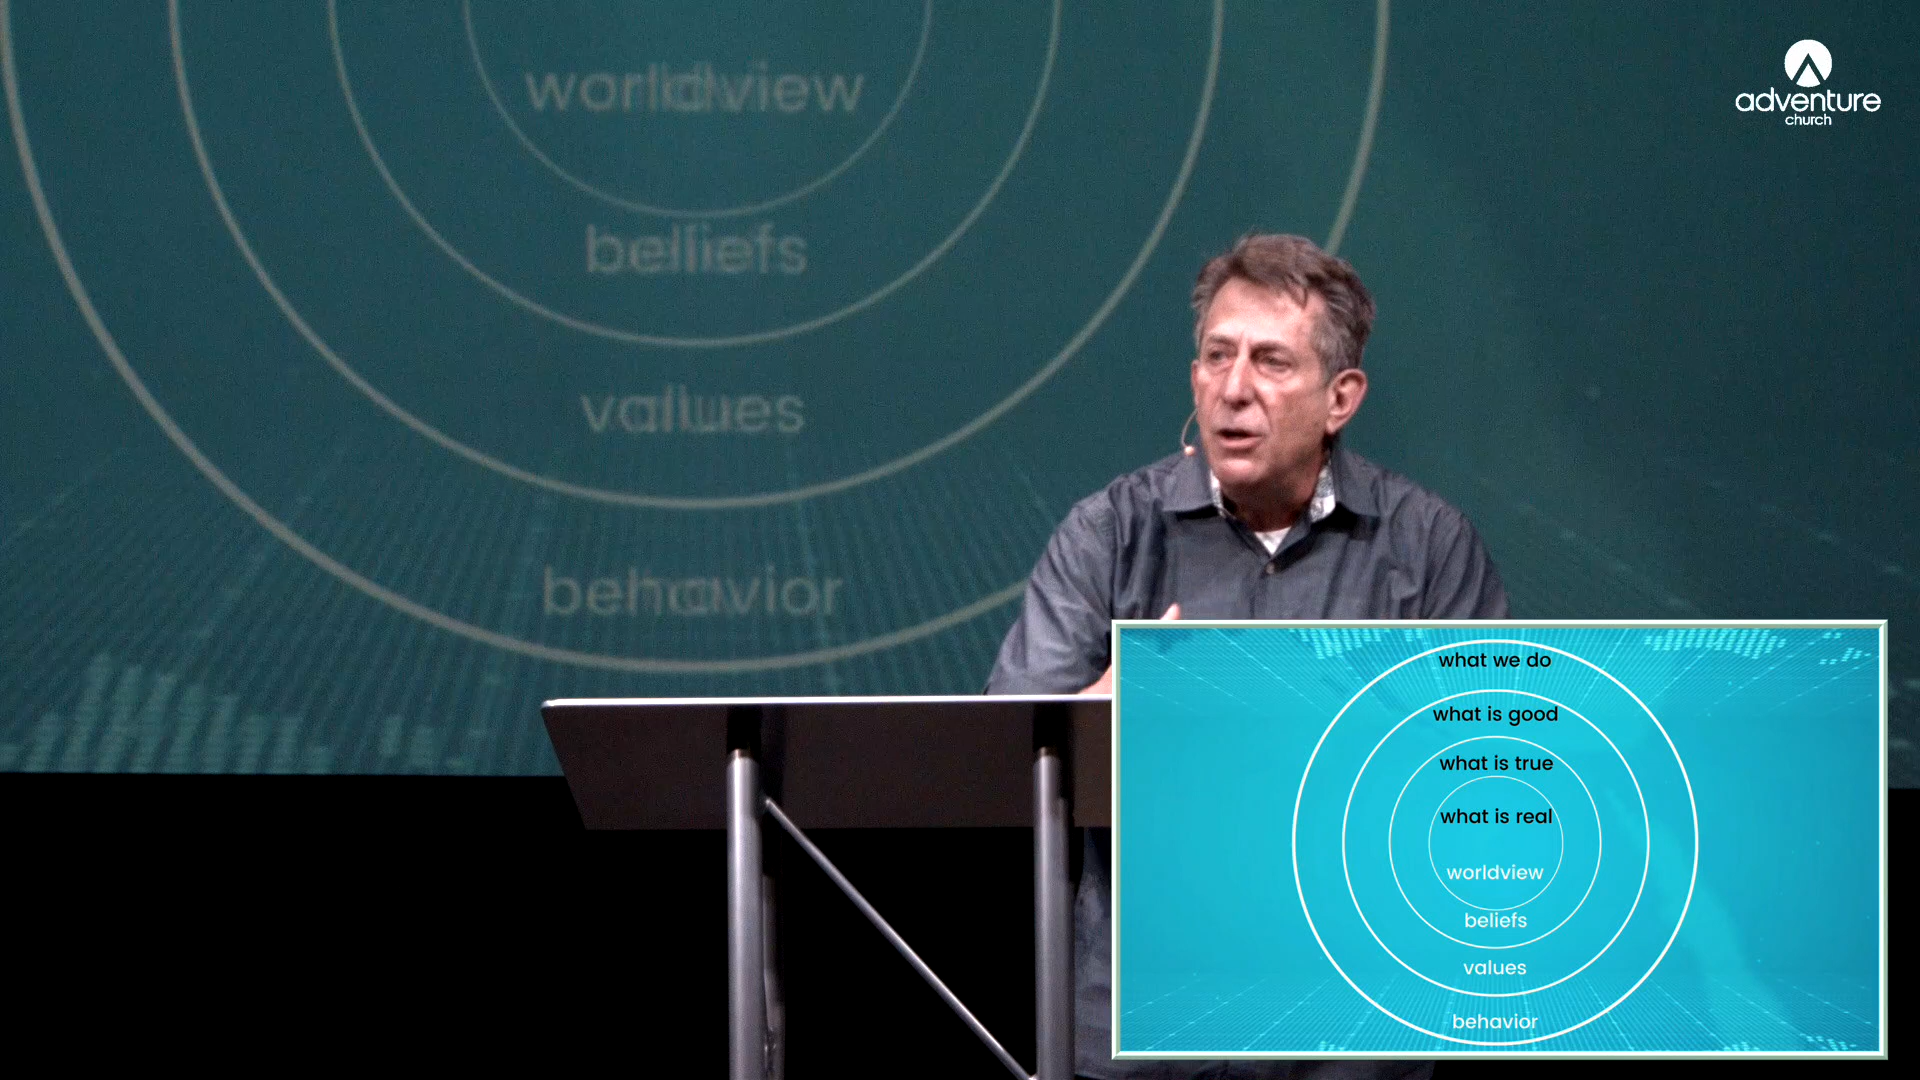 worldview
beliefs
values
behavior
adventure
church
what we do
what is good
what is true
what is real
worldview
beliefs
values
behavior